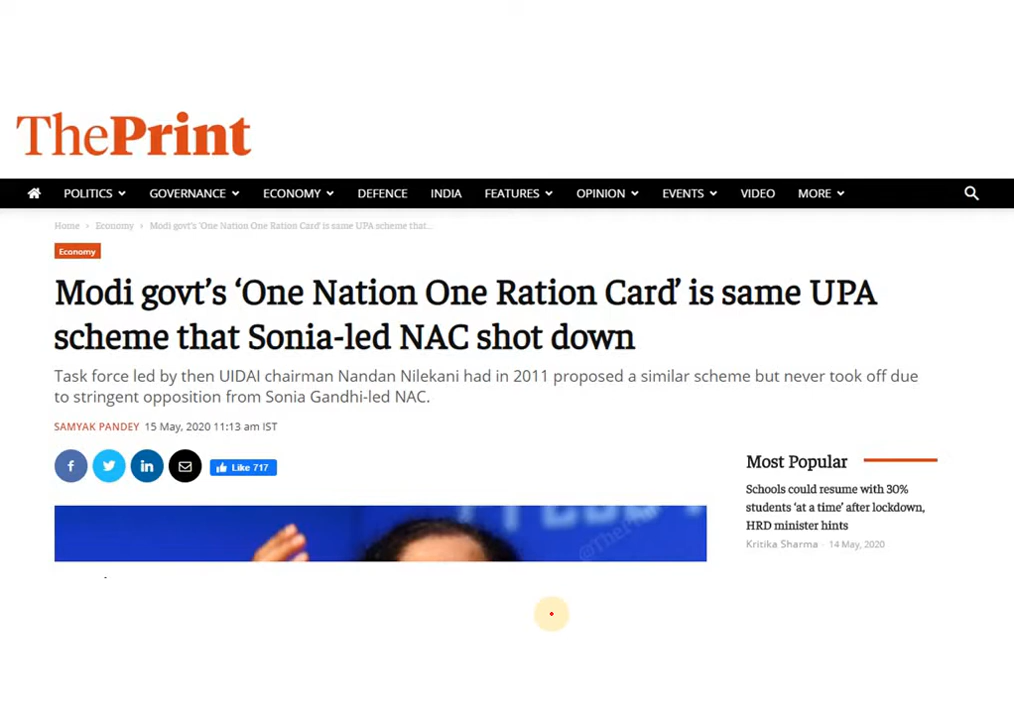 ThePrint
POLITICS GOVERNANCE ECONOMY DEFENCE INDIA FEATURES OPINION EVENTS VIDEO MORE
Home › Economy › Modi govt's 'One Nation One Ration Card' is same UPA scheme that...
Economy
Modi govt's 'One Nation One Ration Card' is same UPA
scheme that Sonia-led NAC shot down
Task force led by then UIDAI chairman Nandan Nilekani had in 2011 proposed a similar scheme but never took off due
to stringent opposition from Sonia Gandhi-led NAC.
SAMYAK PANDEY 15 May, 2020 11:13 am IST
f in Like 717
Most Popular
Schools could resume with 30%
students 'at a time' after lockdown,
HRD minister hints
Kritika Sharma - 14 May, 2020